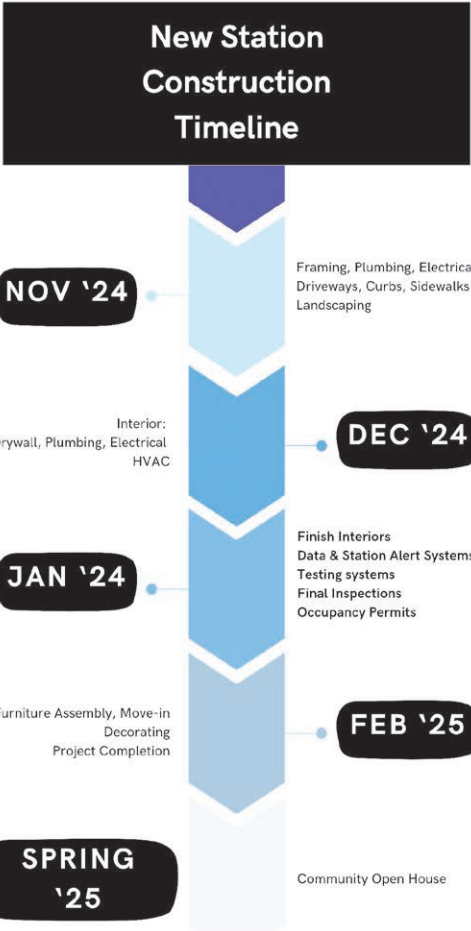 New Station
Construction
Timeline
NOV ‘24
Framing, Plumbing, Electrica
Driveways, Curbs, Sidewalks
Landscaping
Interior:
rywall, Plumbing, Electrical
HVAC
DEC ‘24
JAN ‘24
Finish Interiors
Data & Station Alert Systems
Testing systems
Final Inspections
Occupancy Permits
urniture Assembly, Move-in
Decorating
Project Completion
FEB ‘25
SPRING
‘25
Community Open House